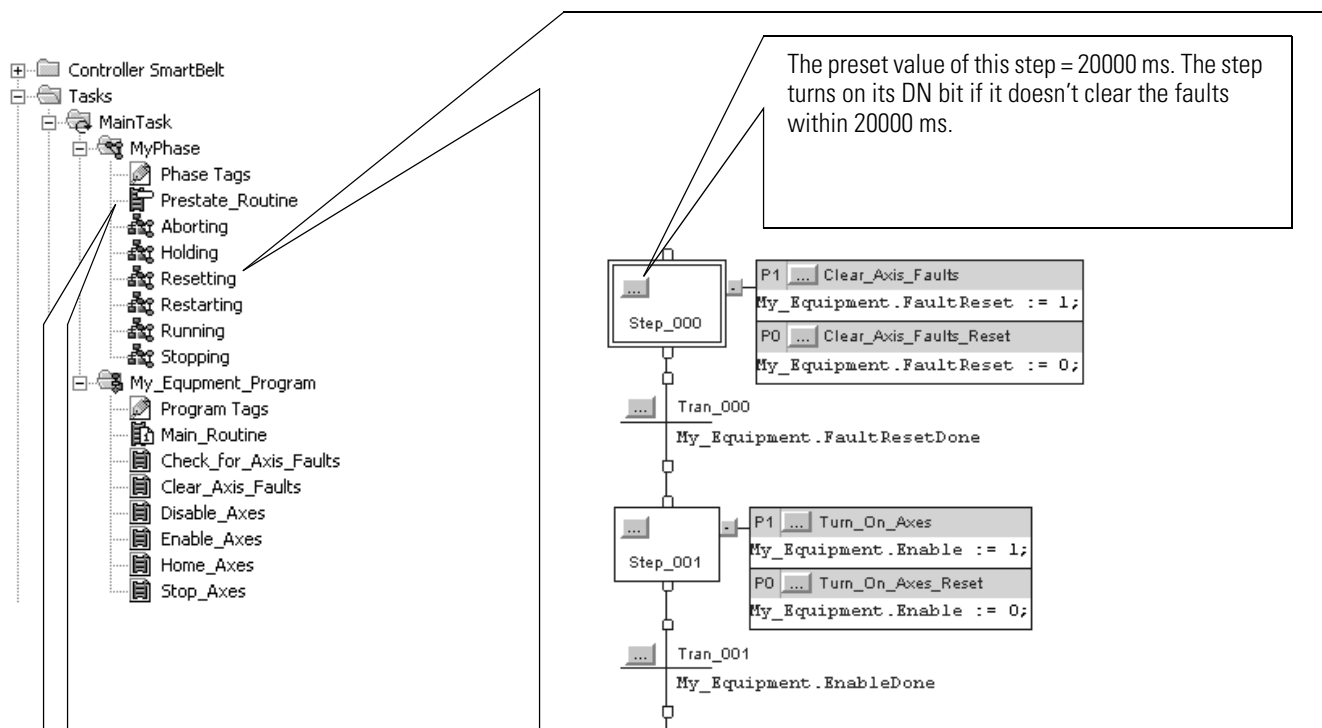 Controller SmartBelt
Tasks
MainTask
MyPhase
Phase Tags
Prestate_Routine
Aborting
Holding
Resetting
Restarting
Running
Stopping
My_Equpment_Program
Program Tags
Main_Routine
Check_for_Axis_Faults
Clear_Axis_Faults
Disable_Axes
Enable_Axes
Home_Axes
Stop_Axes
The preset value of this step = 20000 ms. The step
turns on its DN bit if it doesn't clear the faults
within 20000 ms.
...
Step_000
P1 ... Clear_Axis_Faults
My_Equipment.FaultReset := 1;
P0 ... Clear_Axis_Faults_Reset
My_Equipment.FaultReset := 0;
... Tran_000
My_Equipment.FaultResetDone
...
Step_001
P1 ... Turn_On_Axes
My_Equipment.Enable := 1;
P0 ... Turn_On_Axes_Reset
My_Equipment.Enable := 0;
... Tran_001
My_Equipment.EnableDone